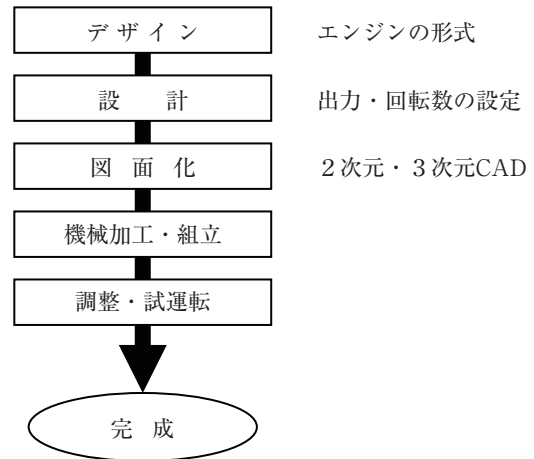 デザイン エンジンの形式
設計 出力・回転数の設定
図面化 2次元・3次元CAD
機械加工・組立
調整・試運転
完成